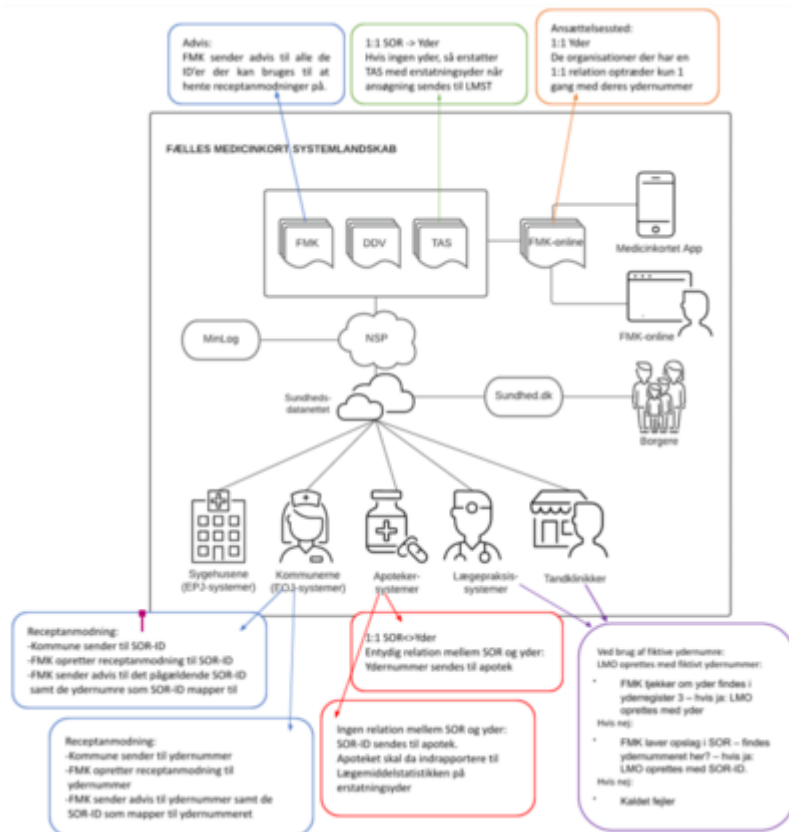 Advis:
FMK sender advis til alle de
ID'er der kan bruges til at
hente receptanmodninger på.
1:1 SOR -> Yder
Hvis ingen yder, så erstatter
TAS med erstatningsyder når
ansøgning sendes til LMST
Ansættelsessted:
1:1 Yder
De organisationer der har en
1:1 relation optræder kun 1
gang med deres ydernummer
FÆLLES MEDICINKORT SYSTEMLANDSKAB
FMK
DDV
TAS
FMK-online
Medicinkortet App
FMK-online
MinLog
NSP
Sundheds-
datanettet
Sundhed.dk
Borgere
Sygehusene
(EPJ-systemer)
Kommunerne
(EOJ-systemer)
Apoteker-
systemer
Lægepraksis-
systemer
Tandklinikker
Receptanmodning:
-Kommune sender til SOR-ID
-FMK opretter receptanmodning til SOR-ID
-FMK sender advis til det pågældende SOR-ID
samt de ydernumre som SOR-ID mapper til
Receptanmodning:
-Kommune sender til ydernummer
-FMK opretter receptanmodning til
ydernummer
-FMK sender advis til ydernummer samt de
SOR-ID som mapper til ydernummeret
1:1 SOR<>Yder
Entydig relation mellem SOR og yder:
Ydernummer sendes til apotek
Ingen relation mellem SOR og yder:
SOR-ID sendes til apotek.
Apoteket skal da indrapportere til
Lægemiddelstatistikken på
erstatningsyder
Ved brug af fiktive ydernumre:
LMO oprettes med fiktivt ydernummer:
• FMK tjekker om yder findes i
yderregister 3 – hvis ja: LMO
oprettes med yder
Hvis nej:
• FMK laver opslag i SOR – findes
ydernummeret her? – hvis ja:
LMO oprettes med SOR-ID.
Hvis nej:
• Kaldet fejler